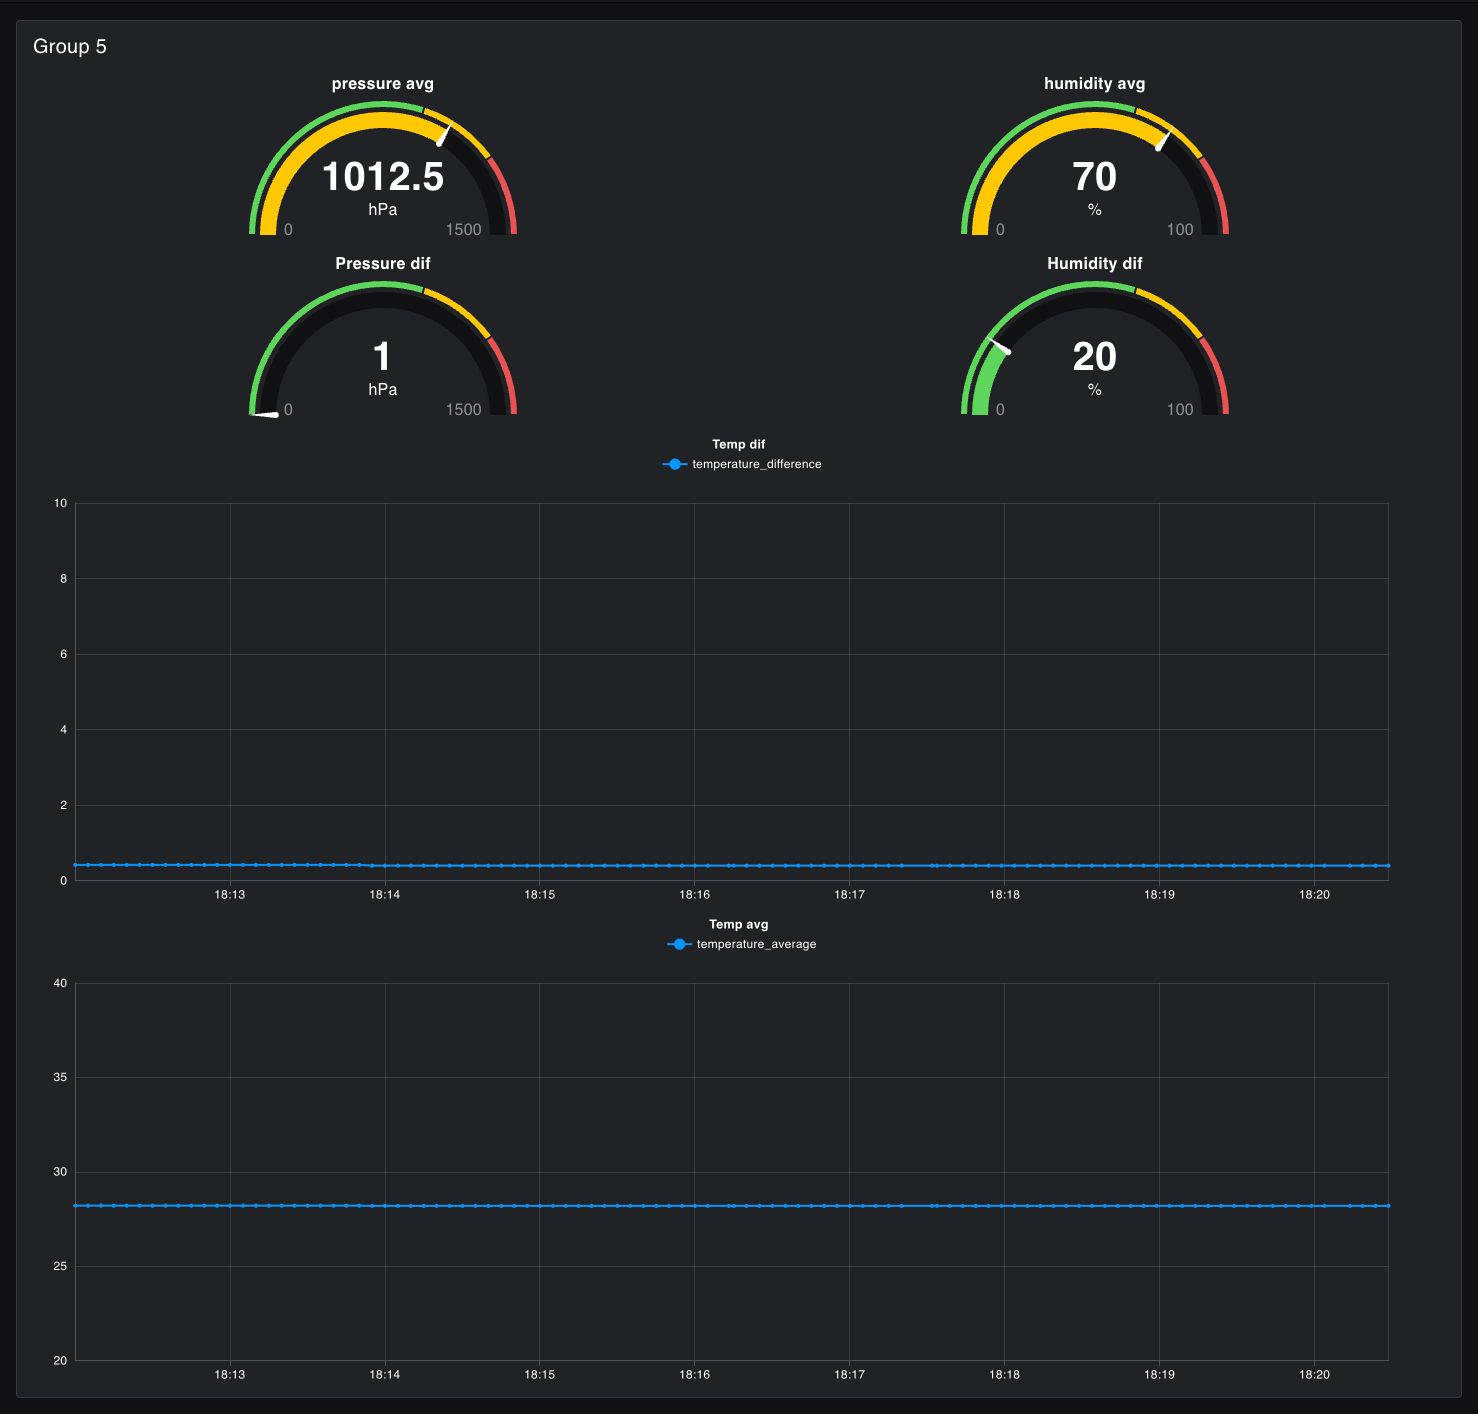 Group 5
pressure avg
1012.5
hPa
0 1500
humidity avg
70
%
0 100
Pressure dif
1
hPa
0 1500
Humidity dif
20
%
0 100
Temp dif
temperature_difference
10
8
6
4
2
0
18:13 18:14 18:15 18:16 18:17 18:18 18:19 18:20
Temp avg
temperature_average
40
35
30
25
20
18:13 18:14 18:15 18:16 18:17 18:18 18:19 18:20